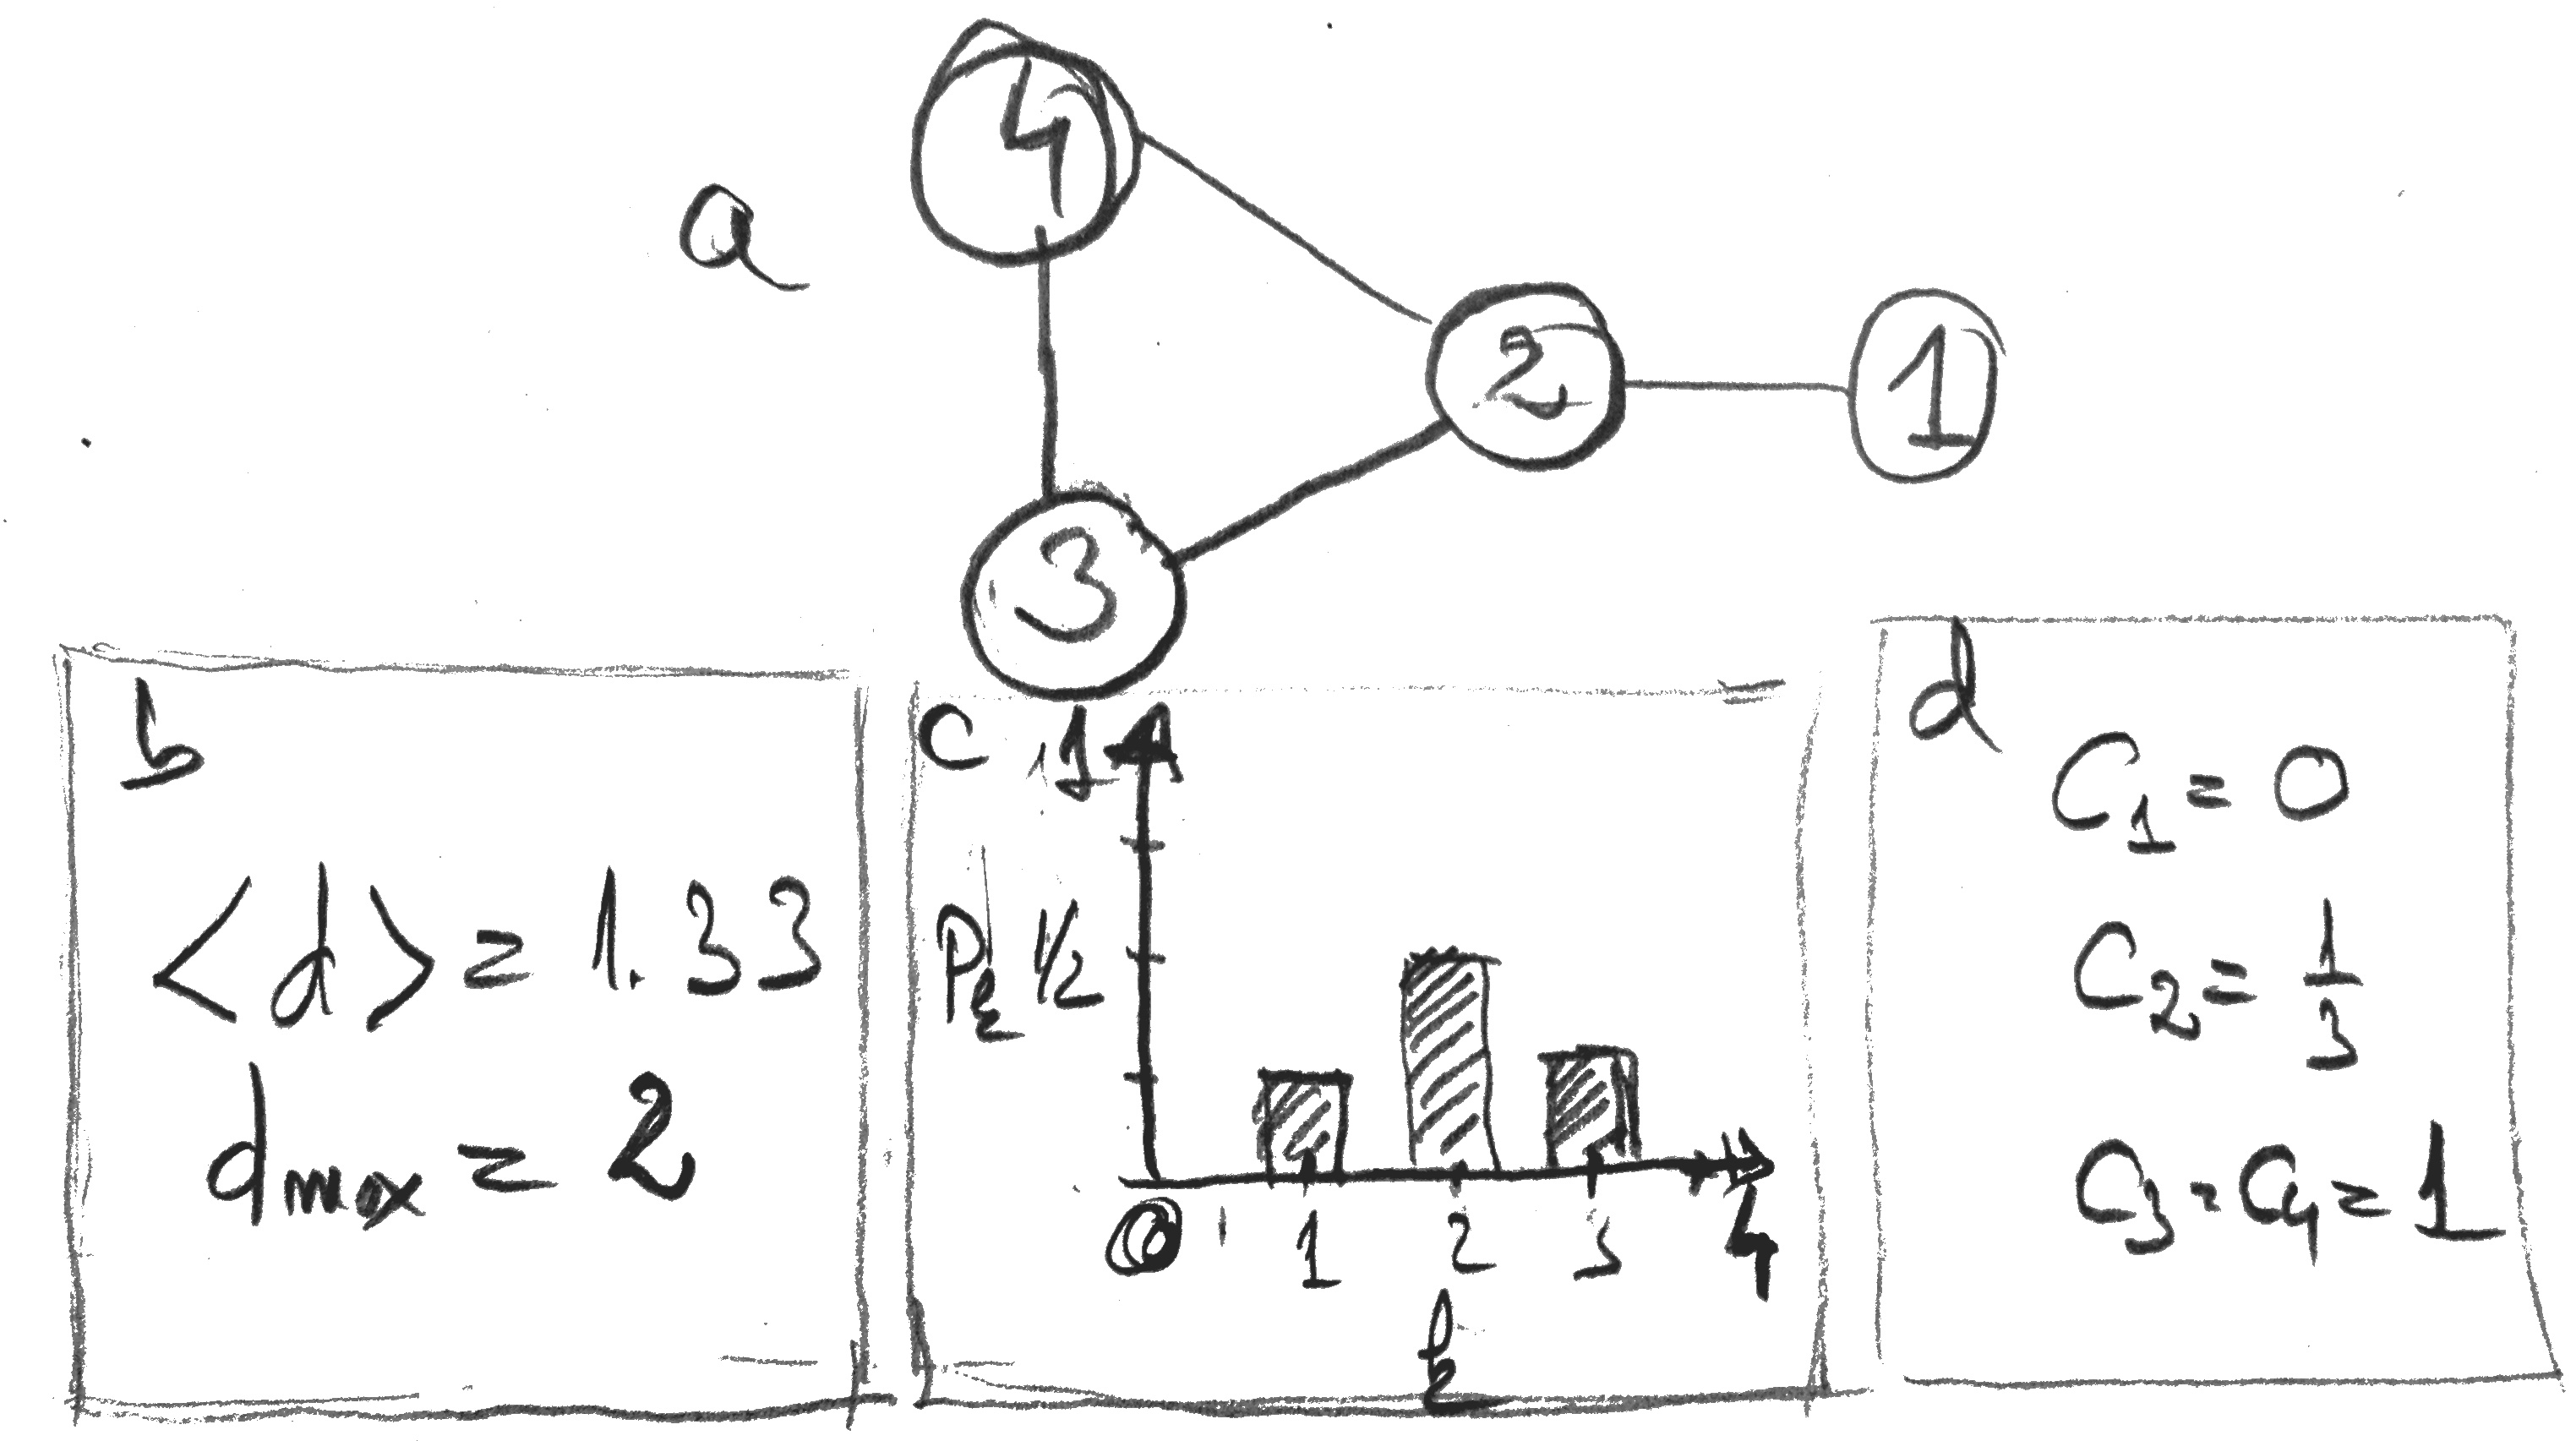 a
4
2
1
3
b
<d> = 1.33
dmax = 2
c
1
Pk 1/2
0 1 2 3 4
k
d
C1 = 0
C2 = 1/3
C3 = C4 = 1